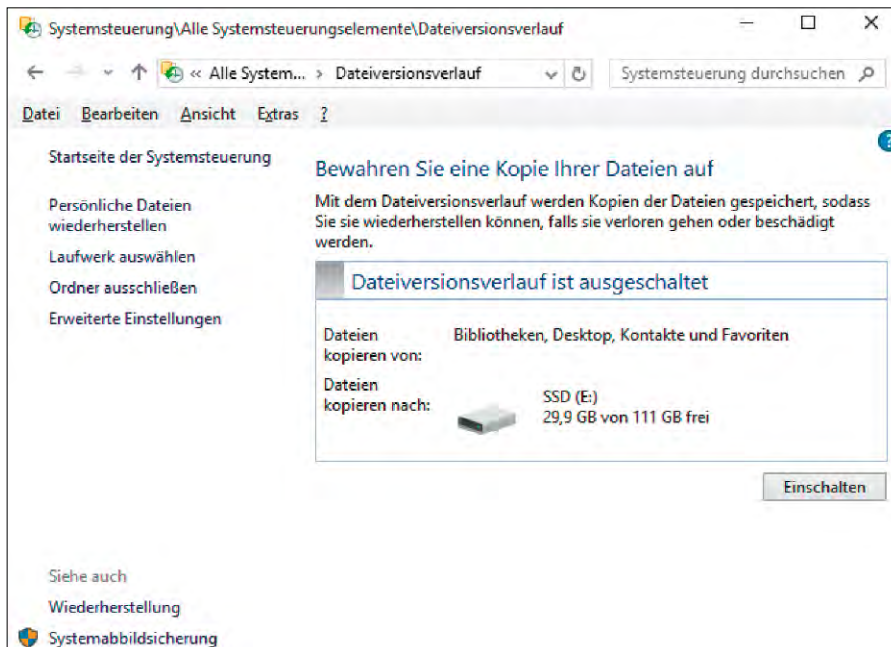 Systemsteuerung\Alle Systemsteuerungselemente\Dateiversionsverlauf
« Alle System... > Dateiversionsverlauf
Systemsteuerung durchsuchen
Datei Bearbeiten Ansicht Extras ?
?
Startseite der Systemsteuerung
Persönliche Dateien
wiederherstellen
Laufwerk auswählen
Ordner ausschließen
Erweiterte Einstellungen
Bewahren Sie eine Kopie Ihrer Dateien auf
Mit dem Dateiversionsverlauf werden Kopien der Dateien gespeichert, sodass
Sie sie wiederherstellen können, falls sie verloren gehen oder beschädigt
werden.
Dateiversionsverlauf ist ausgeschaltet
Dateien
kopieren von:
Bibliotheken, Desktop, Kontakte und Favoriten
Dateien
kopieren nach:
SSD (E:)
29,9 GB von 111 GB frei
Einschalten
Siehe auch
Wiederherstellung
Systemabbildsicherung